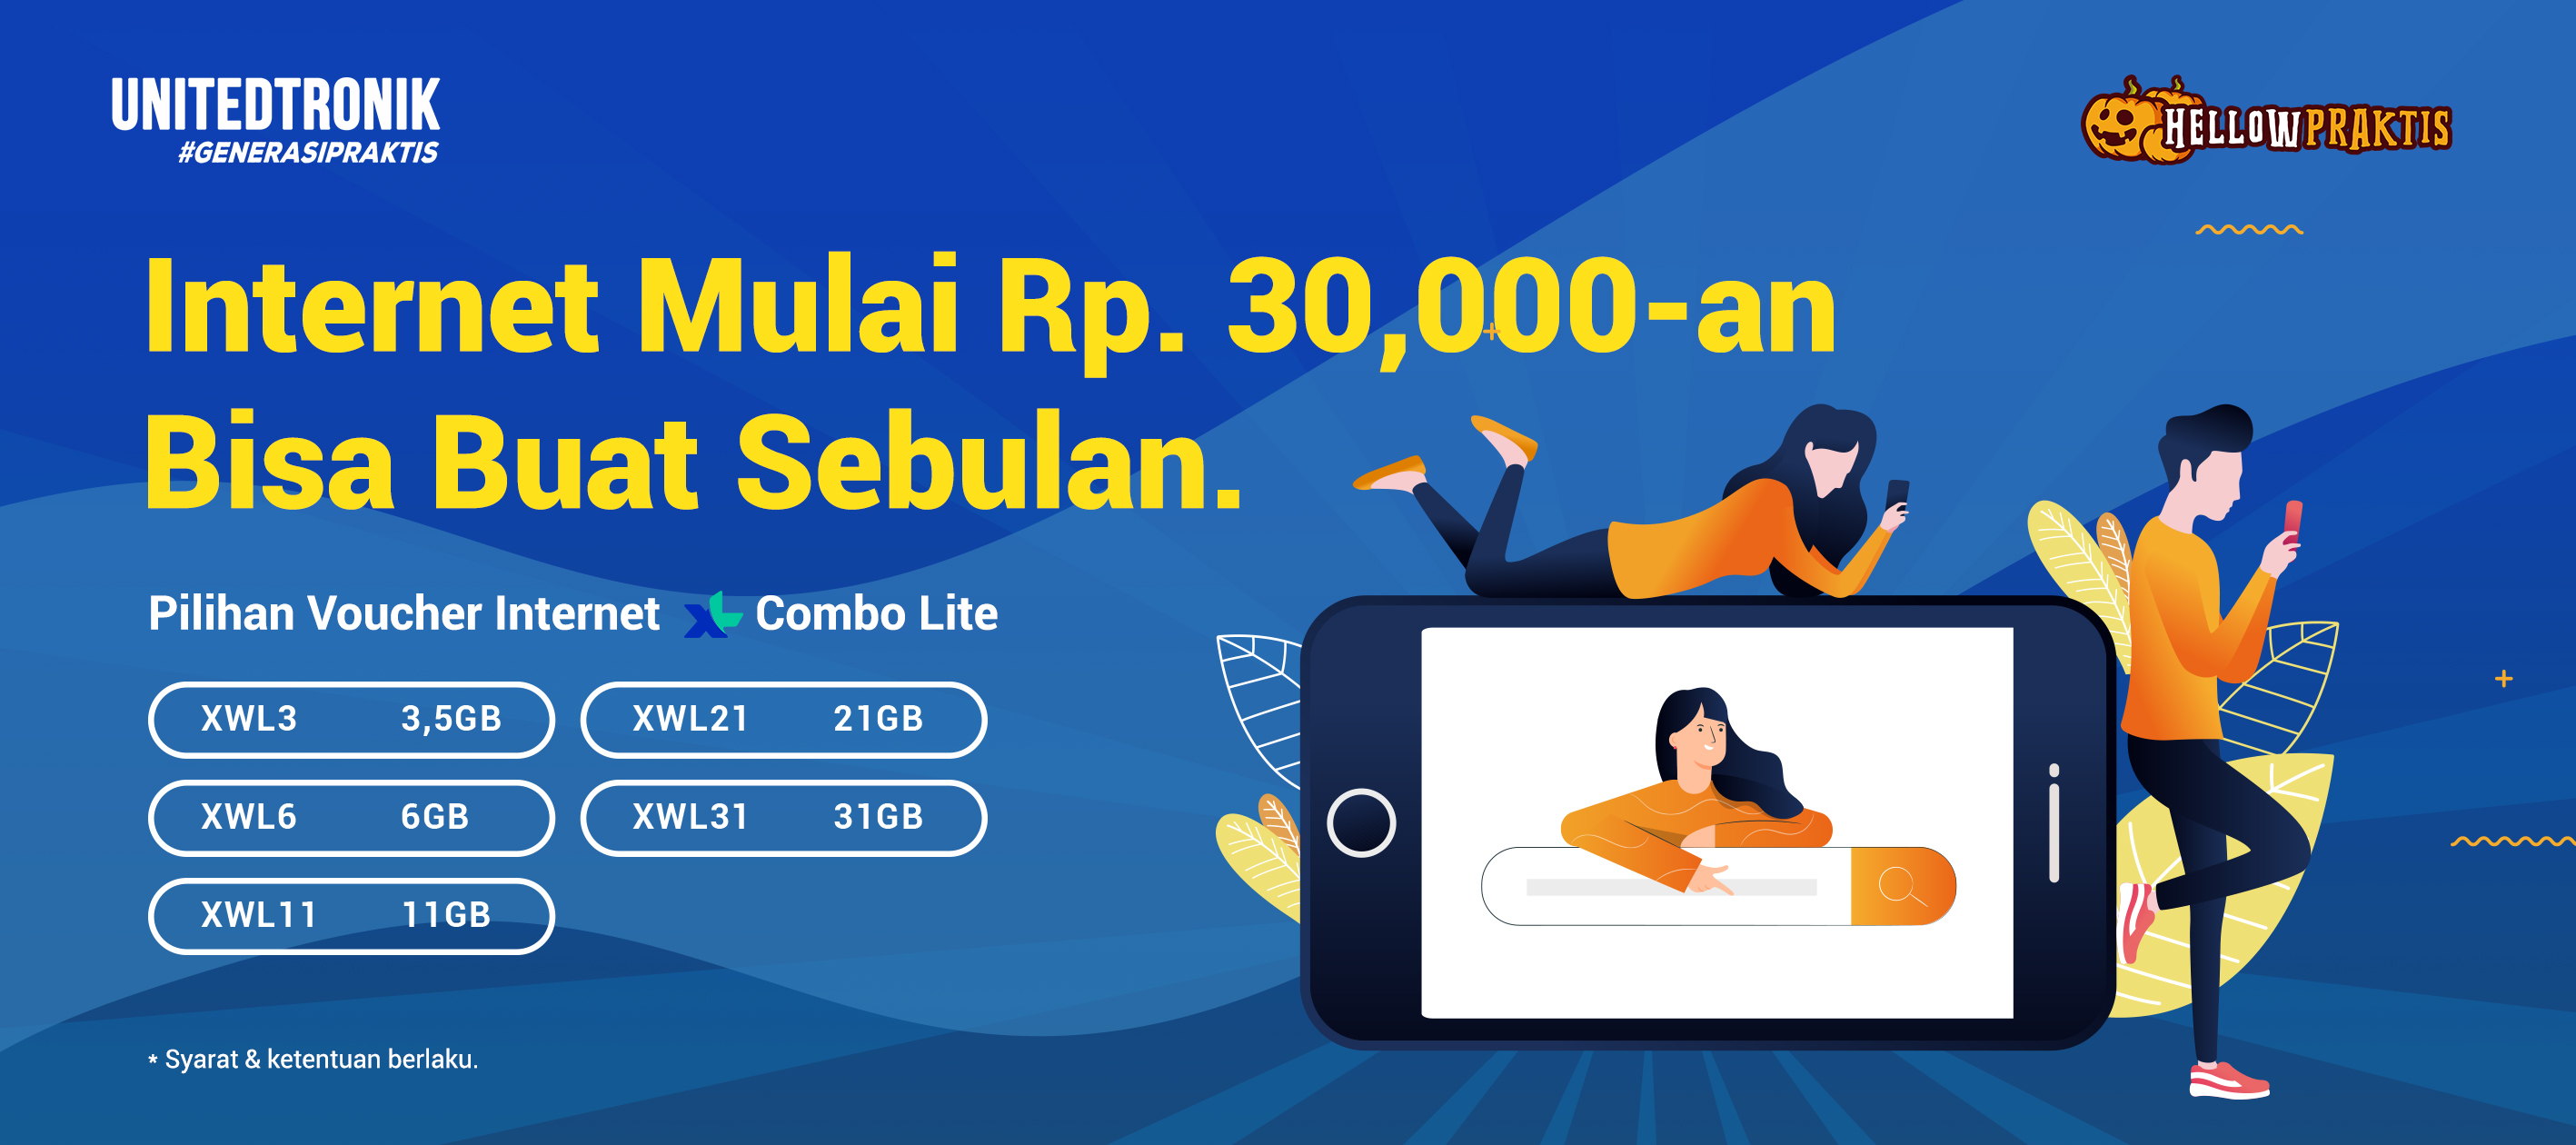 UNITEDTRONIK
#GENERASIPRAKTIS
HELLOWPRAKTIS
Internet Mulai Rp. 30,000-an
Bisa Buat Sebulan.
Pilihan Voucher Internet XL Combo Lite
XWL3 3,5GB
XWL21 21GB
XWL6 6GB
XWL31 31GB
XWL11 11GB
* Syarat & ketentuan berlaku.